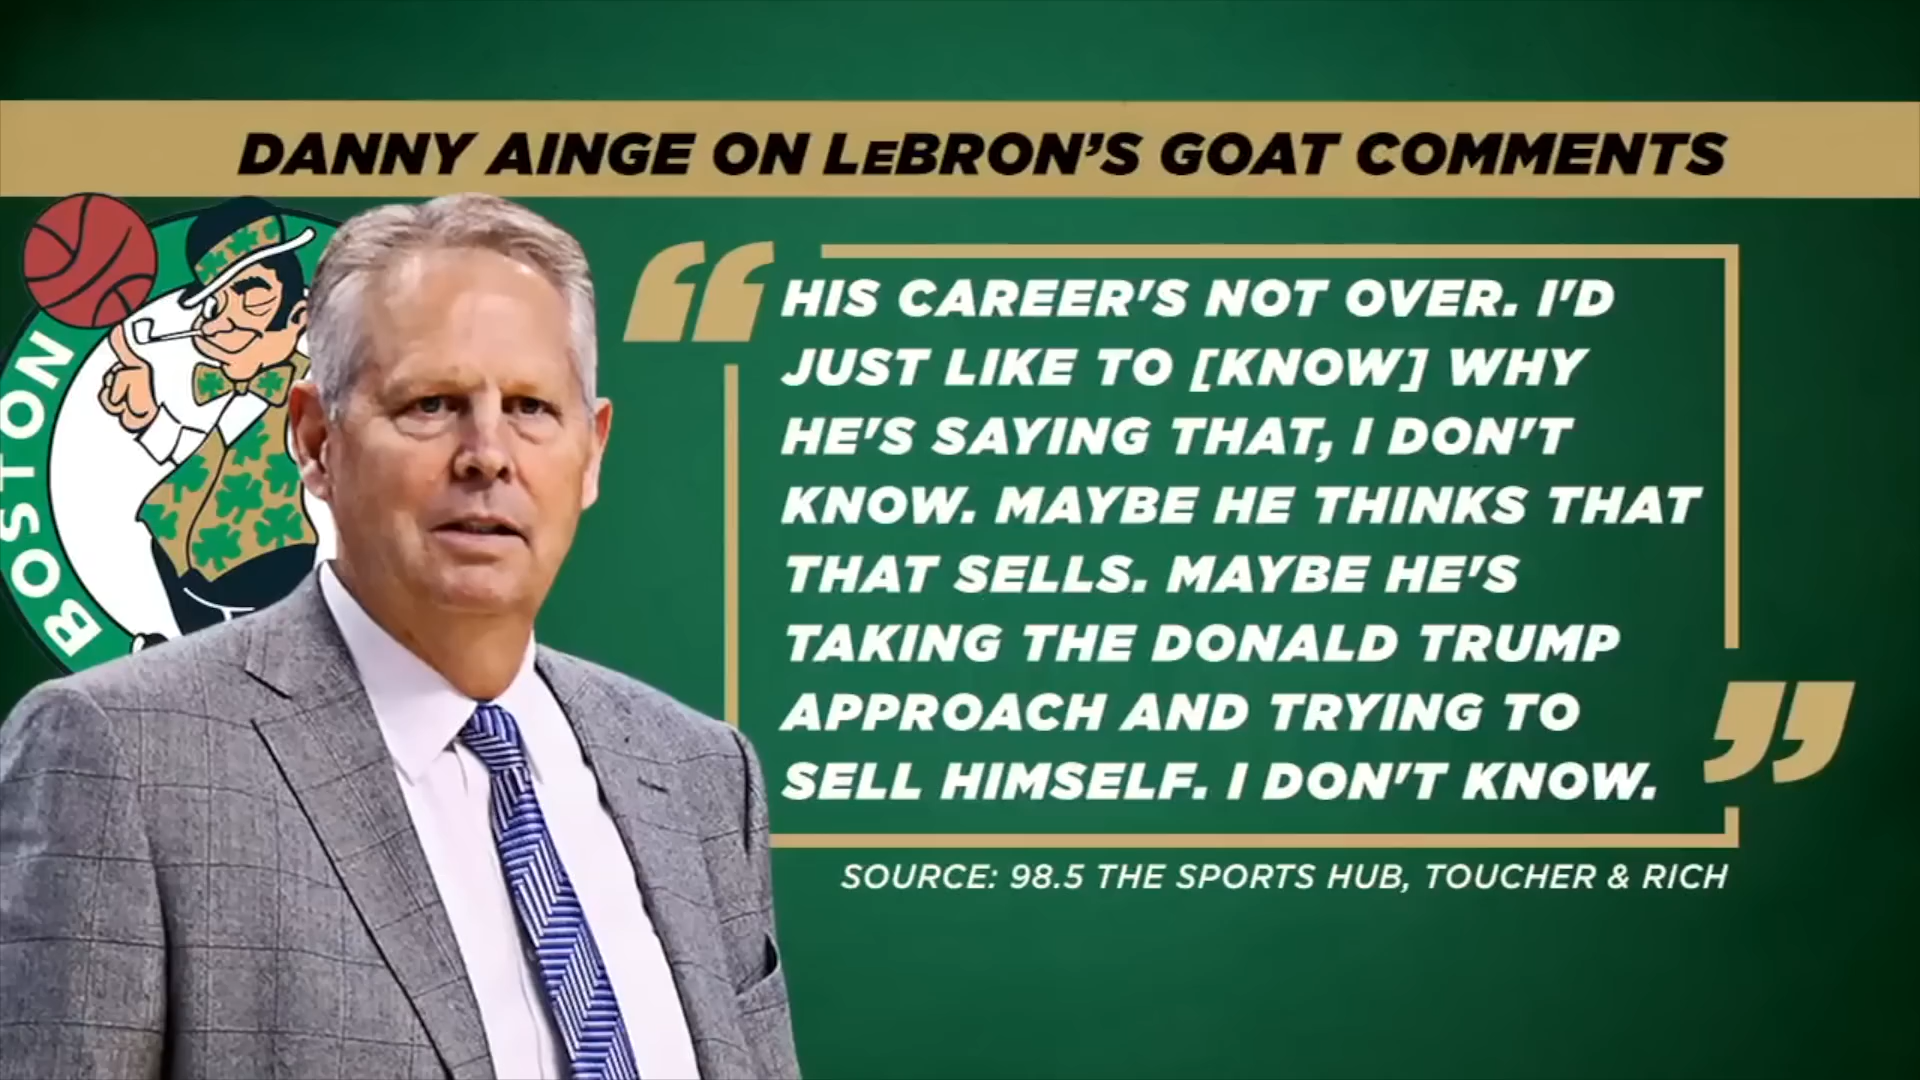 DANNY AINGE ON LeBRON'S GOAT COMMENTS
BOSTON
“HIS CAREER'S NOT OVER. I'D
JUST LIKE TO [KNOW] WHY
HE'S SAYING THAT, I DON'T
KNOW. MAYBE HE THINKS THAT
THAT SELLS. MAYBE HE'S
TAKING THE DONALD TRUMP
APPROACH AND TRYING TO
SELL HIMSELF. I DON'T KNOW.”
SOURCE: 98.5 THE SPORTS HUB, TOUCHER & RICH